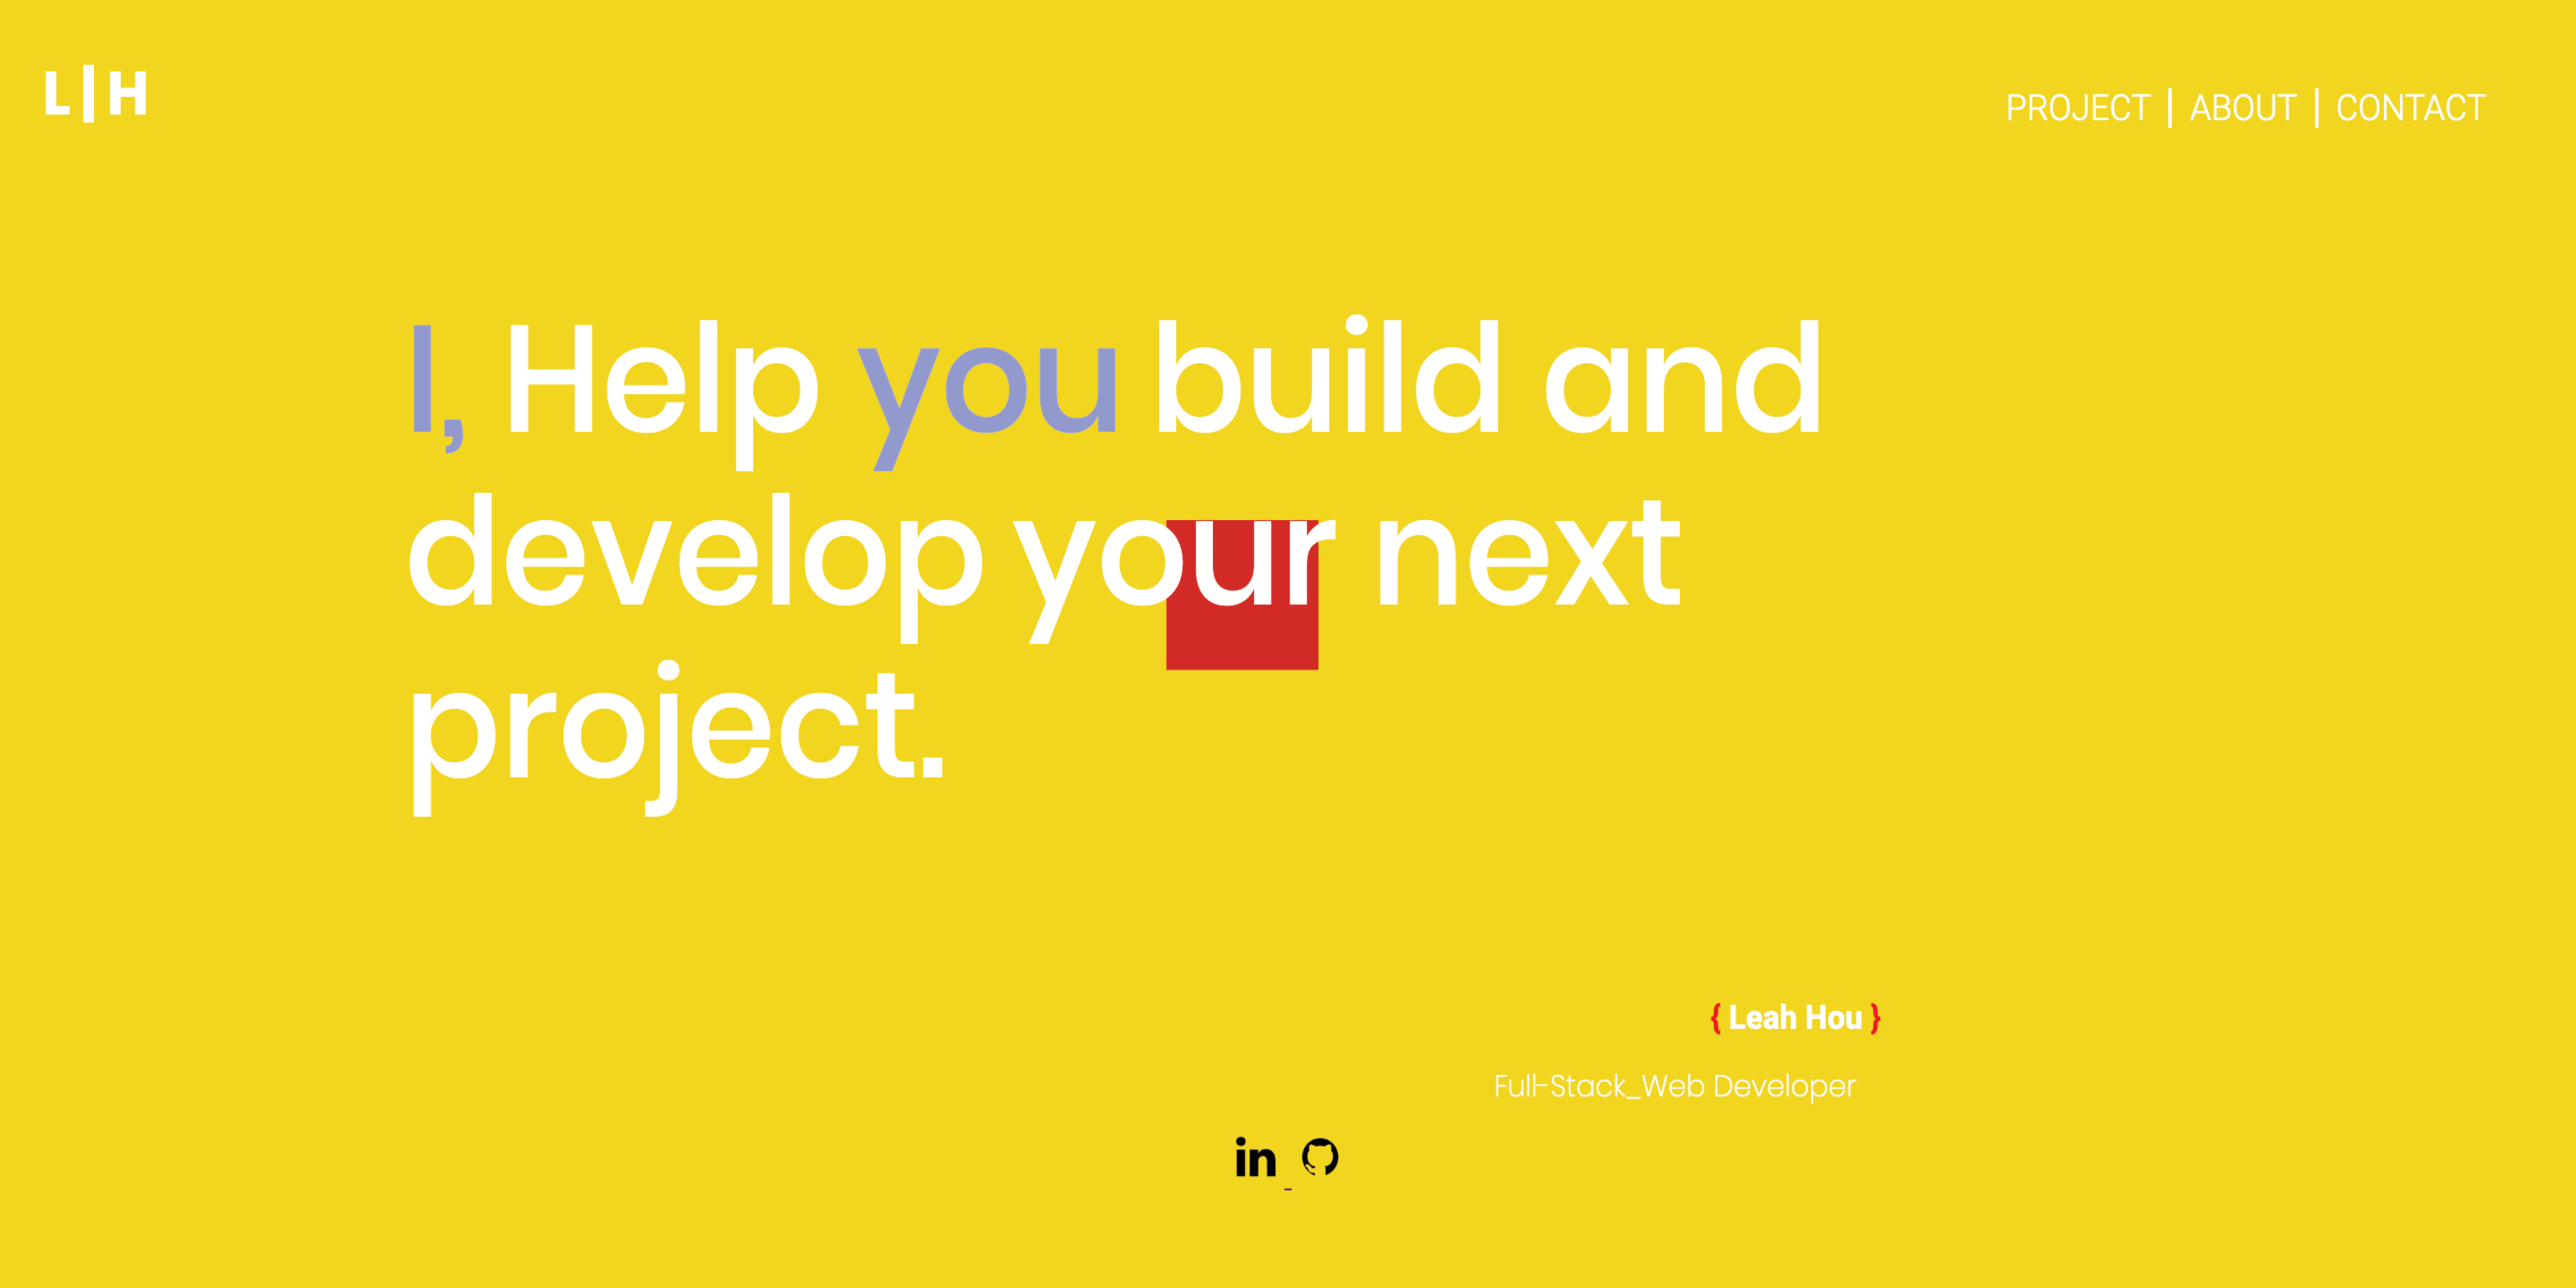 L|H
PROJECT | ABOUT | CONTACT
I, Help you build and
develop your next
project.
{ Leah Hou }
Full-Stack_Web Developer
in